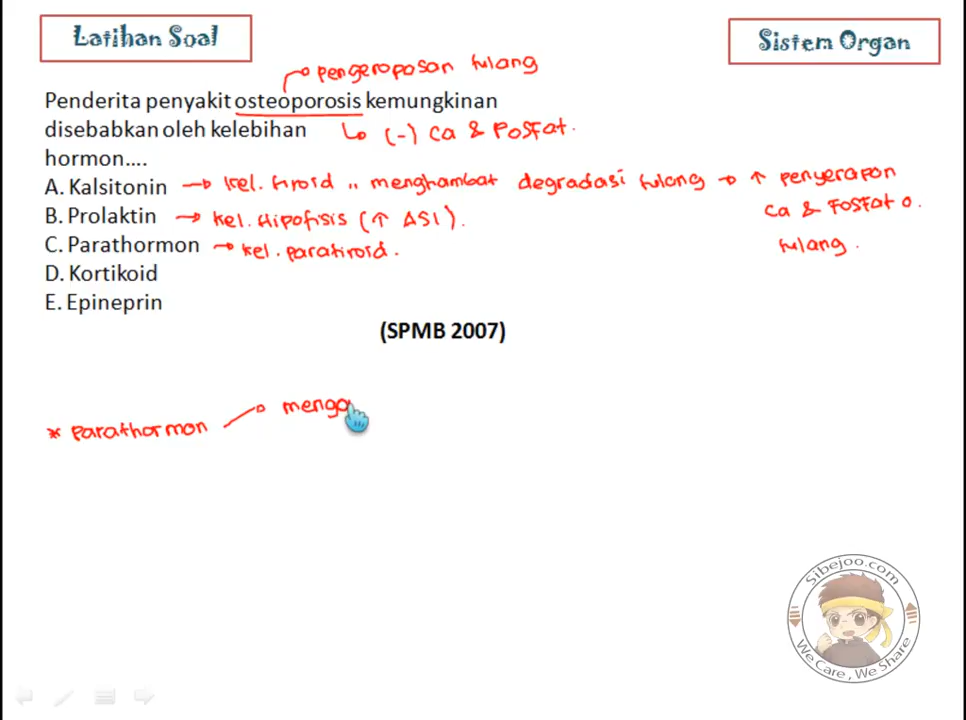 Latihan Soal
Sistem Organ
pengeroposan tulang
Penderita penyakit osteoporosis kemungkinan
disebabkan oleh kelebihan
(-) Ca & Posfat.
hormon....
A. Kalsitonin → kel. tiroid .. menghambat degradasi tulang → ↑ penyerapan
Ca & Fosfat o.
tulang.
B. Prolaktin → kel. Hipofisis (↑ ASI).
C. Parathormon → kel. paratiroid.
D. Kortikoid
E. Epineprin
(SPMB 2007)
* parathormon menga
Sibejoo.com
We Care, We Share